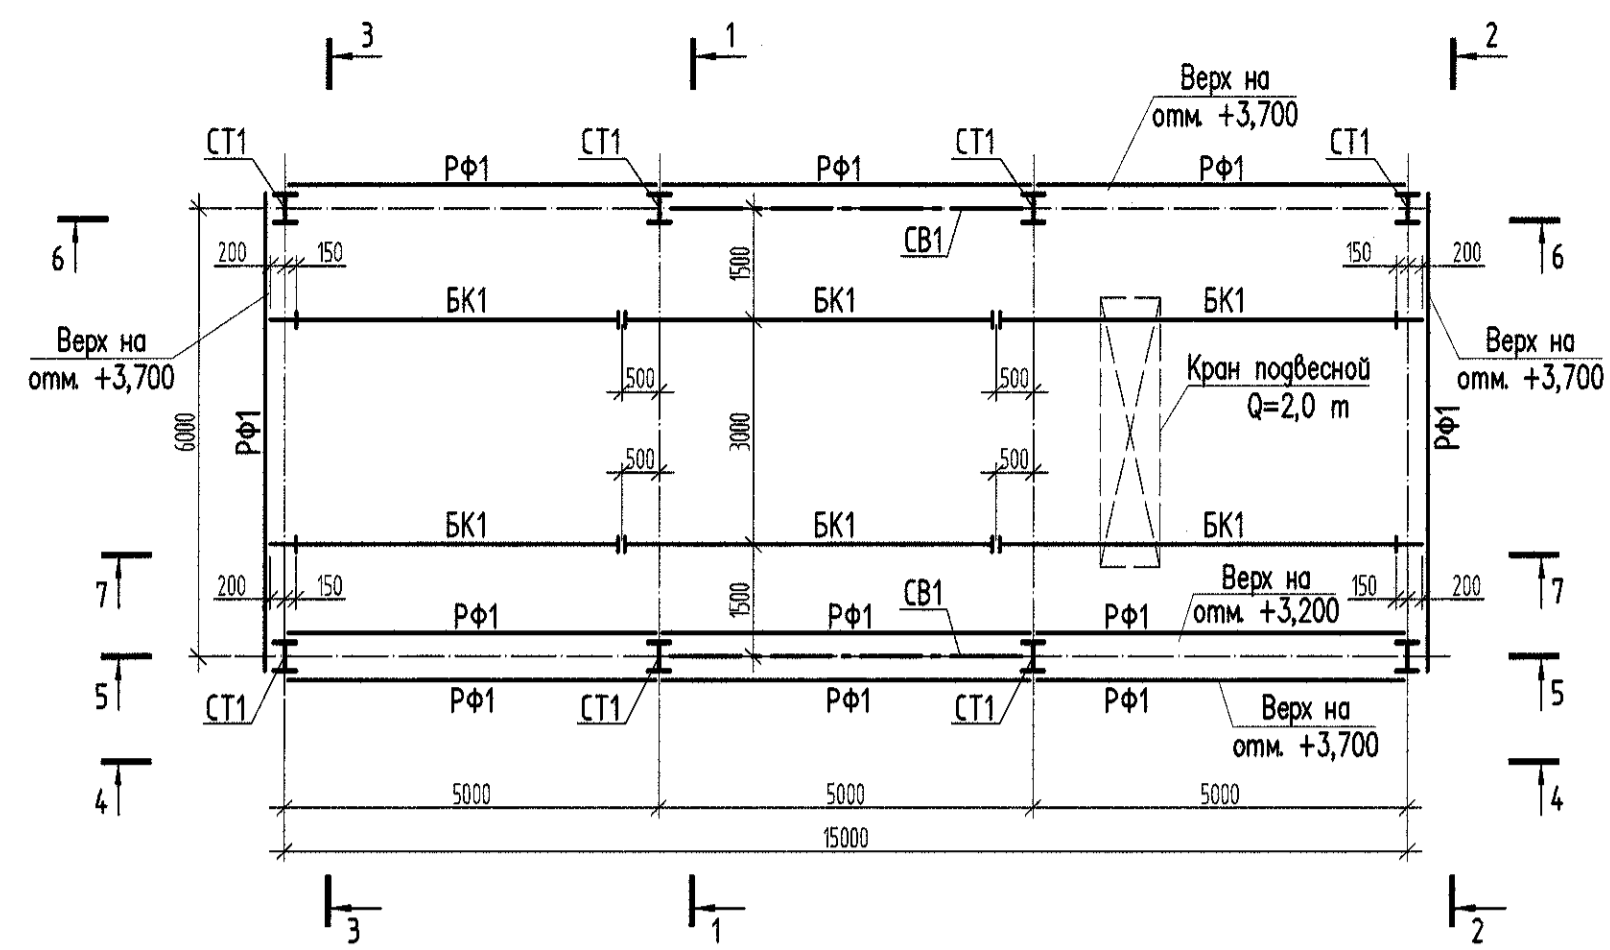 3 1 2
Верх на
отм. +3,700
СТ1 СТ1 СТ1 СТ1
РФ1 РФ1 РФ1
6 6
СВ1
200 150 1500 150 200
БК1 БК1 БК1
Верх на
отм. +3,700
Верх на
отм. +3,700
Кран подвесной
Q=2,0 т
500 500
6000 РФ1 3000 РФ1
500 500
БК1 БК1 БК1
7 7
200 150 1500 СВ1 150 200
Верх на
отм. +3,200
РФ1 РФ1 РФ1
5 5
СТ1 РФ1 СТ1 РФ1 СТ1 РФ1
Верх на
отм. +3,700
4 4
5000 5000 5000
15000
3 1 2